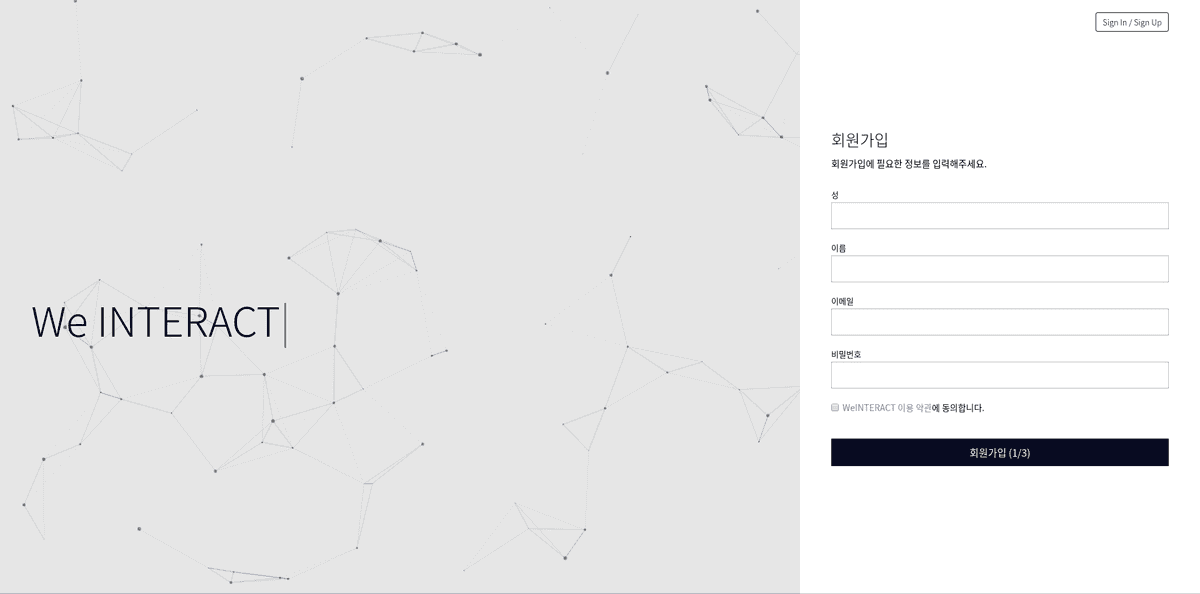 Sign In / Sign Up
We INTERACT
회원가입
회원가입에 필요한 정보를 입력해주세요.
성
이름
이메일
비밀번호
WeINTERACT 이용 약관에 동의합니다.
회원가입 (1/3)